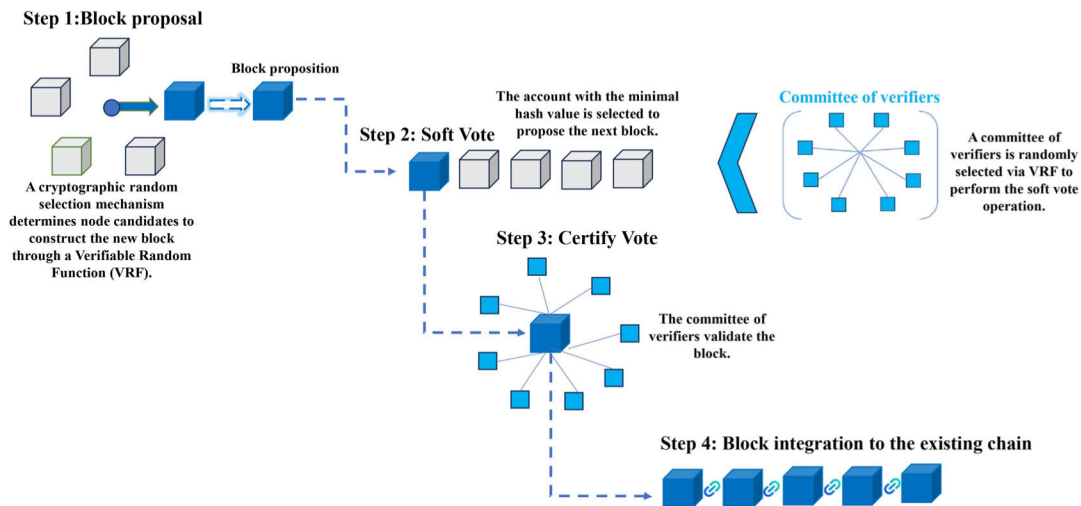 Step 1:Block proposal
Block proposition
A cryptographic random
selection mechanism
determines node candidates to
construct the new block
through a Verifiable Random
Function (VRF).
Step 2: Soft Vote
The account with the minimal
hash value is selected to
propose the next block.
Committee of verifiers
A committee of
verifiers is randomly
selected via VRF to
perform the soft vote
operation.
Step 3: Certify Vote
The committee of
verifiers validate the
block.
Step 4: Block integration to the existing chain